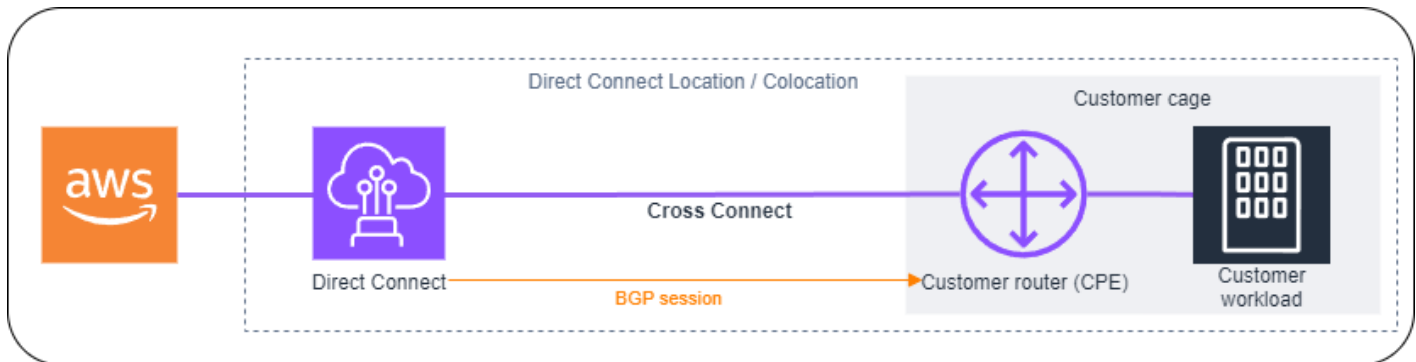 Direct Connect Location / Colocation
Customer cage
aws
Cross Connect
Direct Connect
BGP session
Customer router (CPE)
Customer
workload